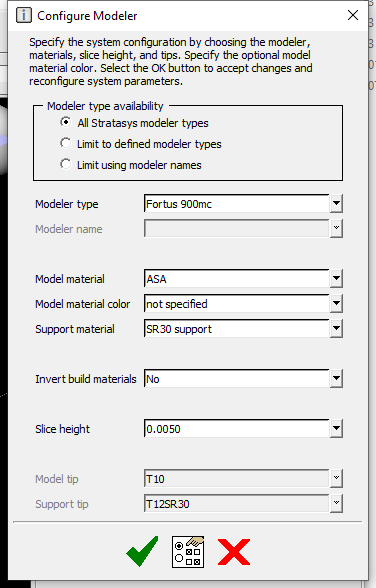 Configure Modeler
Specify the system configuration by choosing the modeler,
materials, slice height, and tips. Specify the optional model
material color. Select the OK button to accept changes and
reconfigure system parameters.
Modeler type availability
All Stratasys modeler types
Limit to defined modeler types
Limit using modeler names
Modeler type Fortus 900mc
Modeler name
Model material ASA
Model material color not specified
Support material SR30 support
Invert build materials No
Slice height 0.0050
Model tip T10
Support tip T12SR30